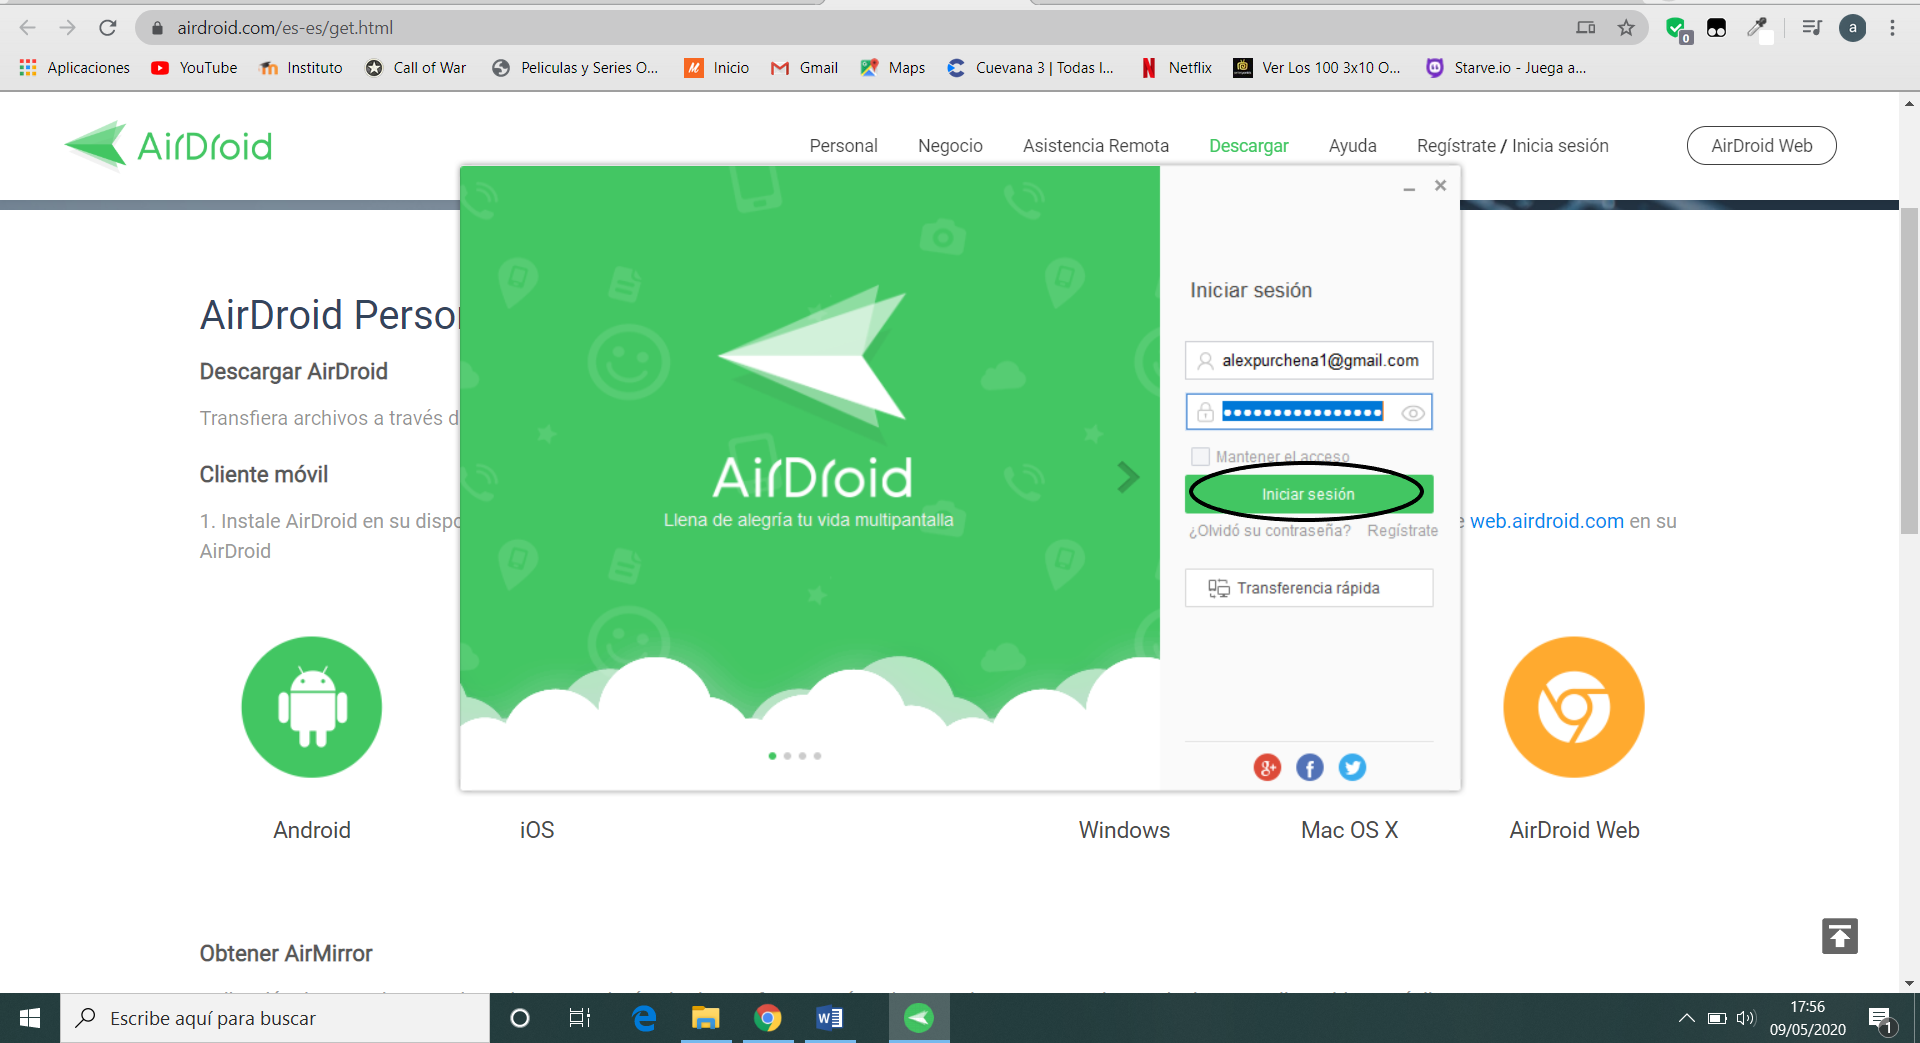 airdroid.com/es-es/get.html
0
a
Aplicaciones YouTube Instituto Call of War Peliculas y Series O... Inicio Gmail Maps Cuevana 3 | Todas l... Netflix Ver Los 100 3x10 O... Starve.io - Juega a...
AirDroid
Personal Negocio Asistencia Remota Descargar Ayuda Regístrate / Inicia sesión AirDroid Web
AirDroid Perso
Descargar AirDroid
Transfiera archivos a través d
Cliente móvil
1. Instale AirDroid en su dispo
web.airdroid.com en su
AirDroid
AirDroid
Llena de alegría tu vida multipantalla
Iniciar sesión
alexpurchena1@gmail.com
Mantener el acceso
Iniciar sesión
¿Olvidó su contraseña? Regístrate
Transferencia rápida
g+ f
Android iOS Windows Mac OS X AirDroid Web
Obtener AirMirror
Escribe aquí para buscar
17:56
09/05/2020
1